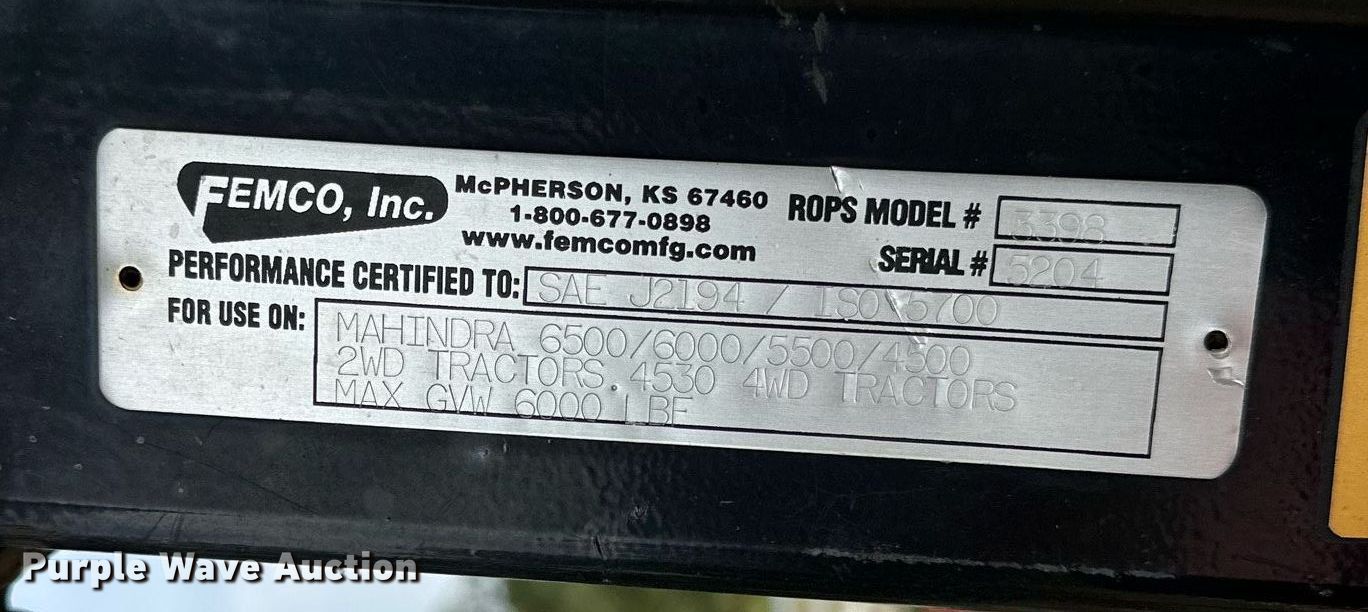 FEMCO, Inc.
McPHERSON, KS 67460
1-800-677-0898
www.femcomfg.com
ROPS MODEL # 3398
SERIAL # 5204
PERFORMANCE CERTIFIED TO: SAE J2194 / ISO 5700
FOR USE ON: MAHINDRA 6500/6000/5500/4500
2WD TRACTORS, 4530 4WD TRACTORS
MAX GVW 6000 LBF
Purple Wave Auction